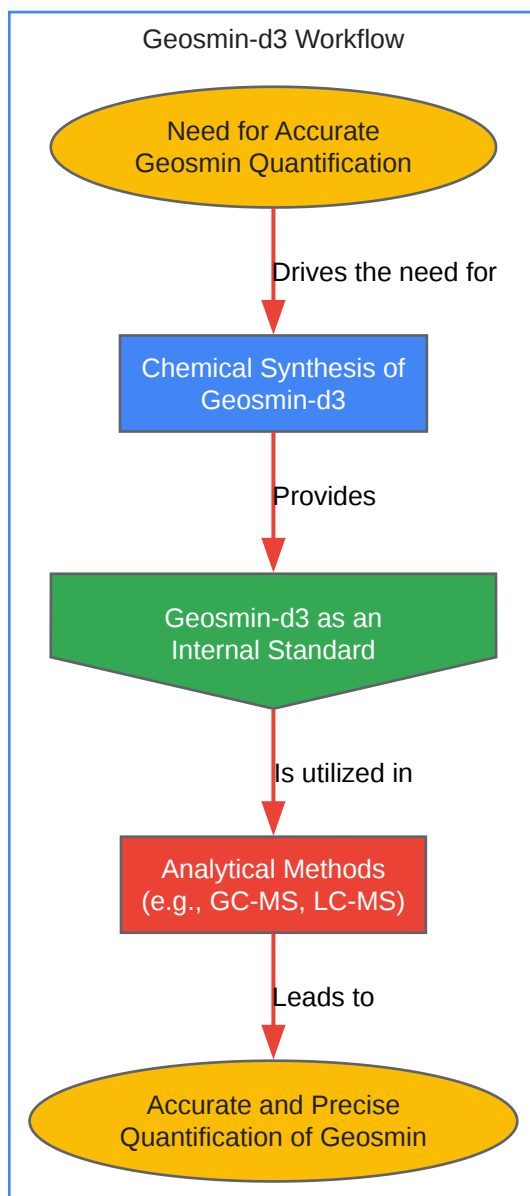 Geosmin-d3 Workflow
Need for Accurate
Geosmin Quantification
Drives the need for
Chemical Synthesis of
Geosmin-d3
Provides
Geosmin-d3 as an
Internal Standard
Is utilized in
Analytical Methods
(e.g., GC-MS, LC-MS)
Leads to
Accurate and Precise
Quantification of Geosmin